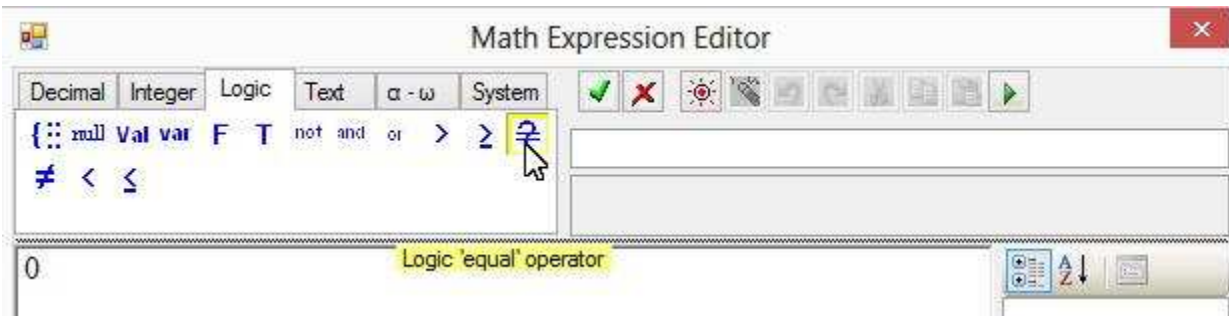 Math Expression Editor
Decimal Integer Logic Text α - ω System
{:: null Val var F T not and or > ≥ =
≠ < ≤
Logic 'equal' operator
0
A
Z